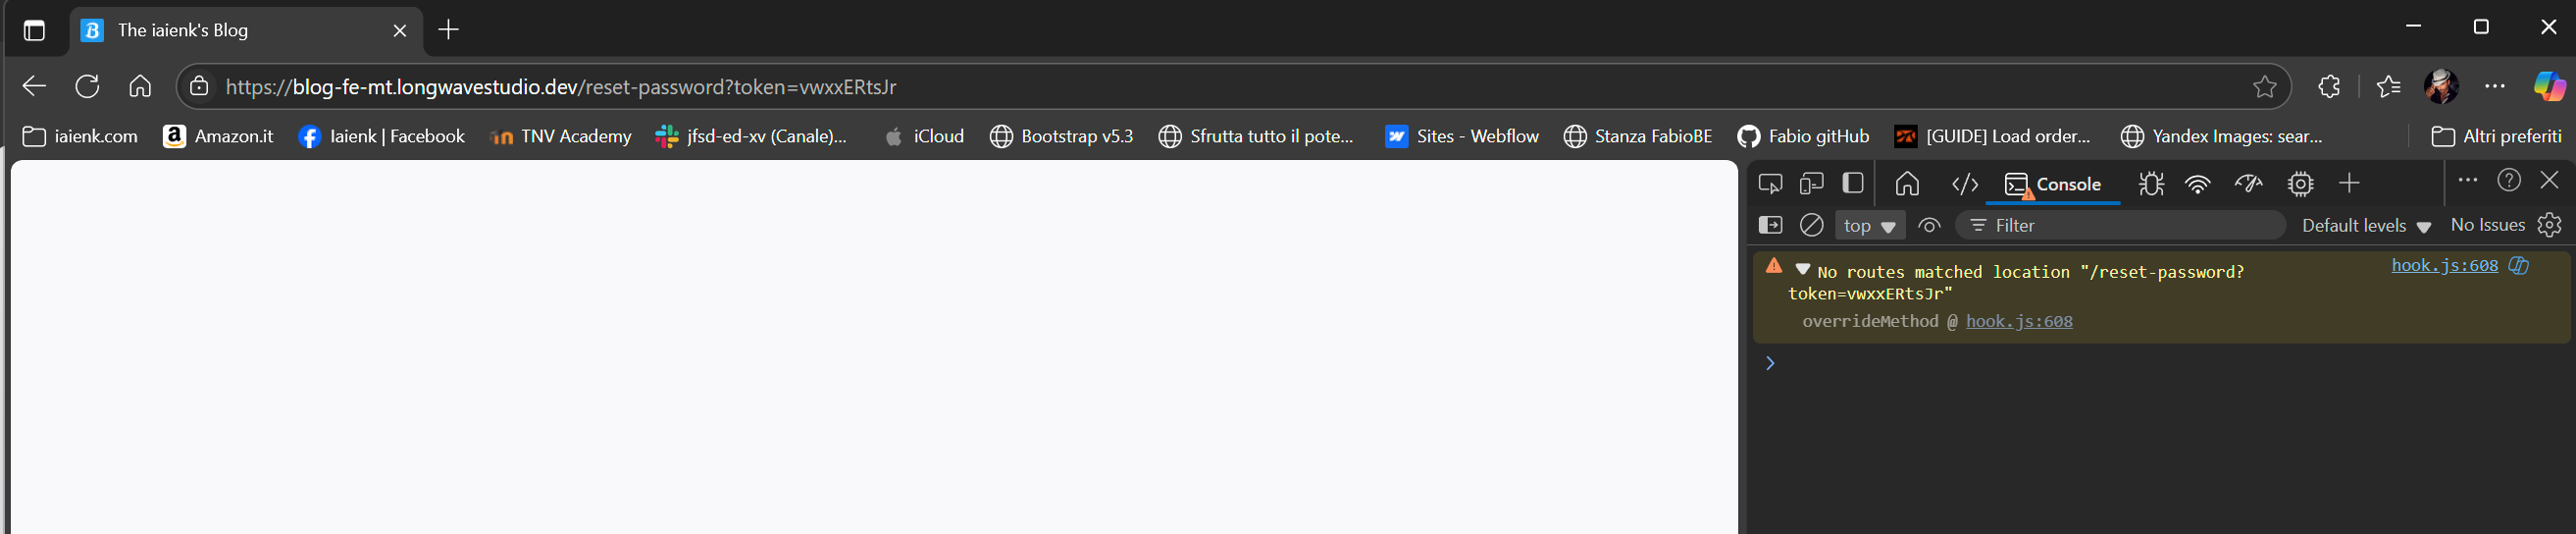 The iaienk's Blog
https://blog-fe-mt.longwavestudio.dev/reset-password?token=vwxxERtsJr
iaienk.com Amazon.it Iaienk | Facebook TNV Academy jfsd-ed-xv (Canale)... iCloud Bootstrap v5.3 Sfrutta tutto il pote... Sites - Webflow Stanza FabioBE Fabio gitHub [GUIDE] Load order... Yandex Images: sear... Altri preferiti
Console
top Filter Default levels No Issues
No routes matched location "/reset-password? hook.js:608
token=vwxxERtsJr"
overrideMethod @ hook.js:608